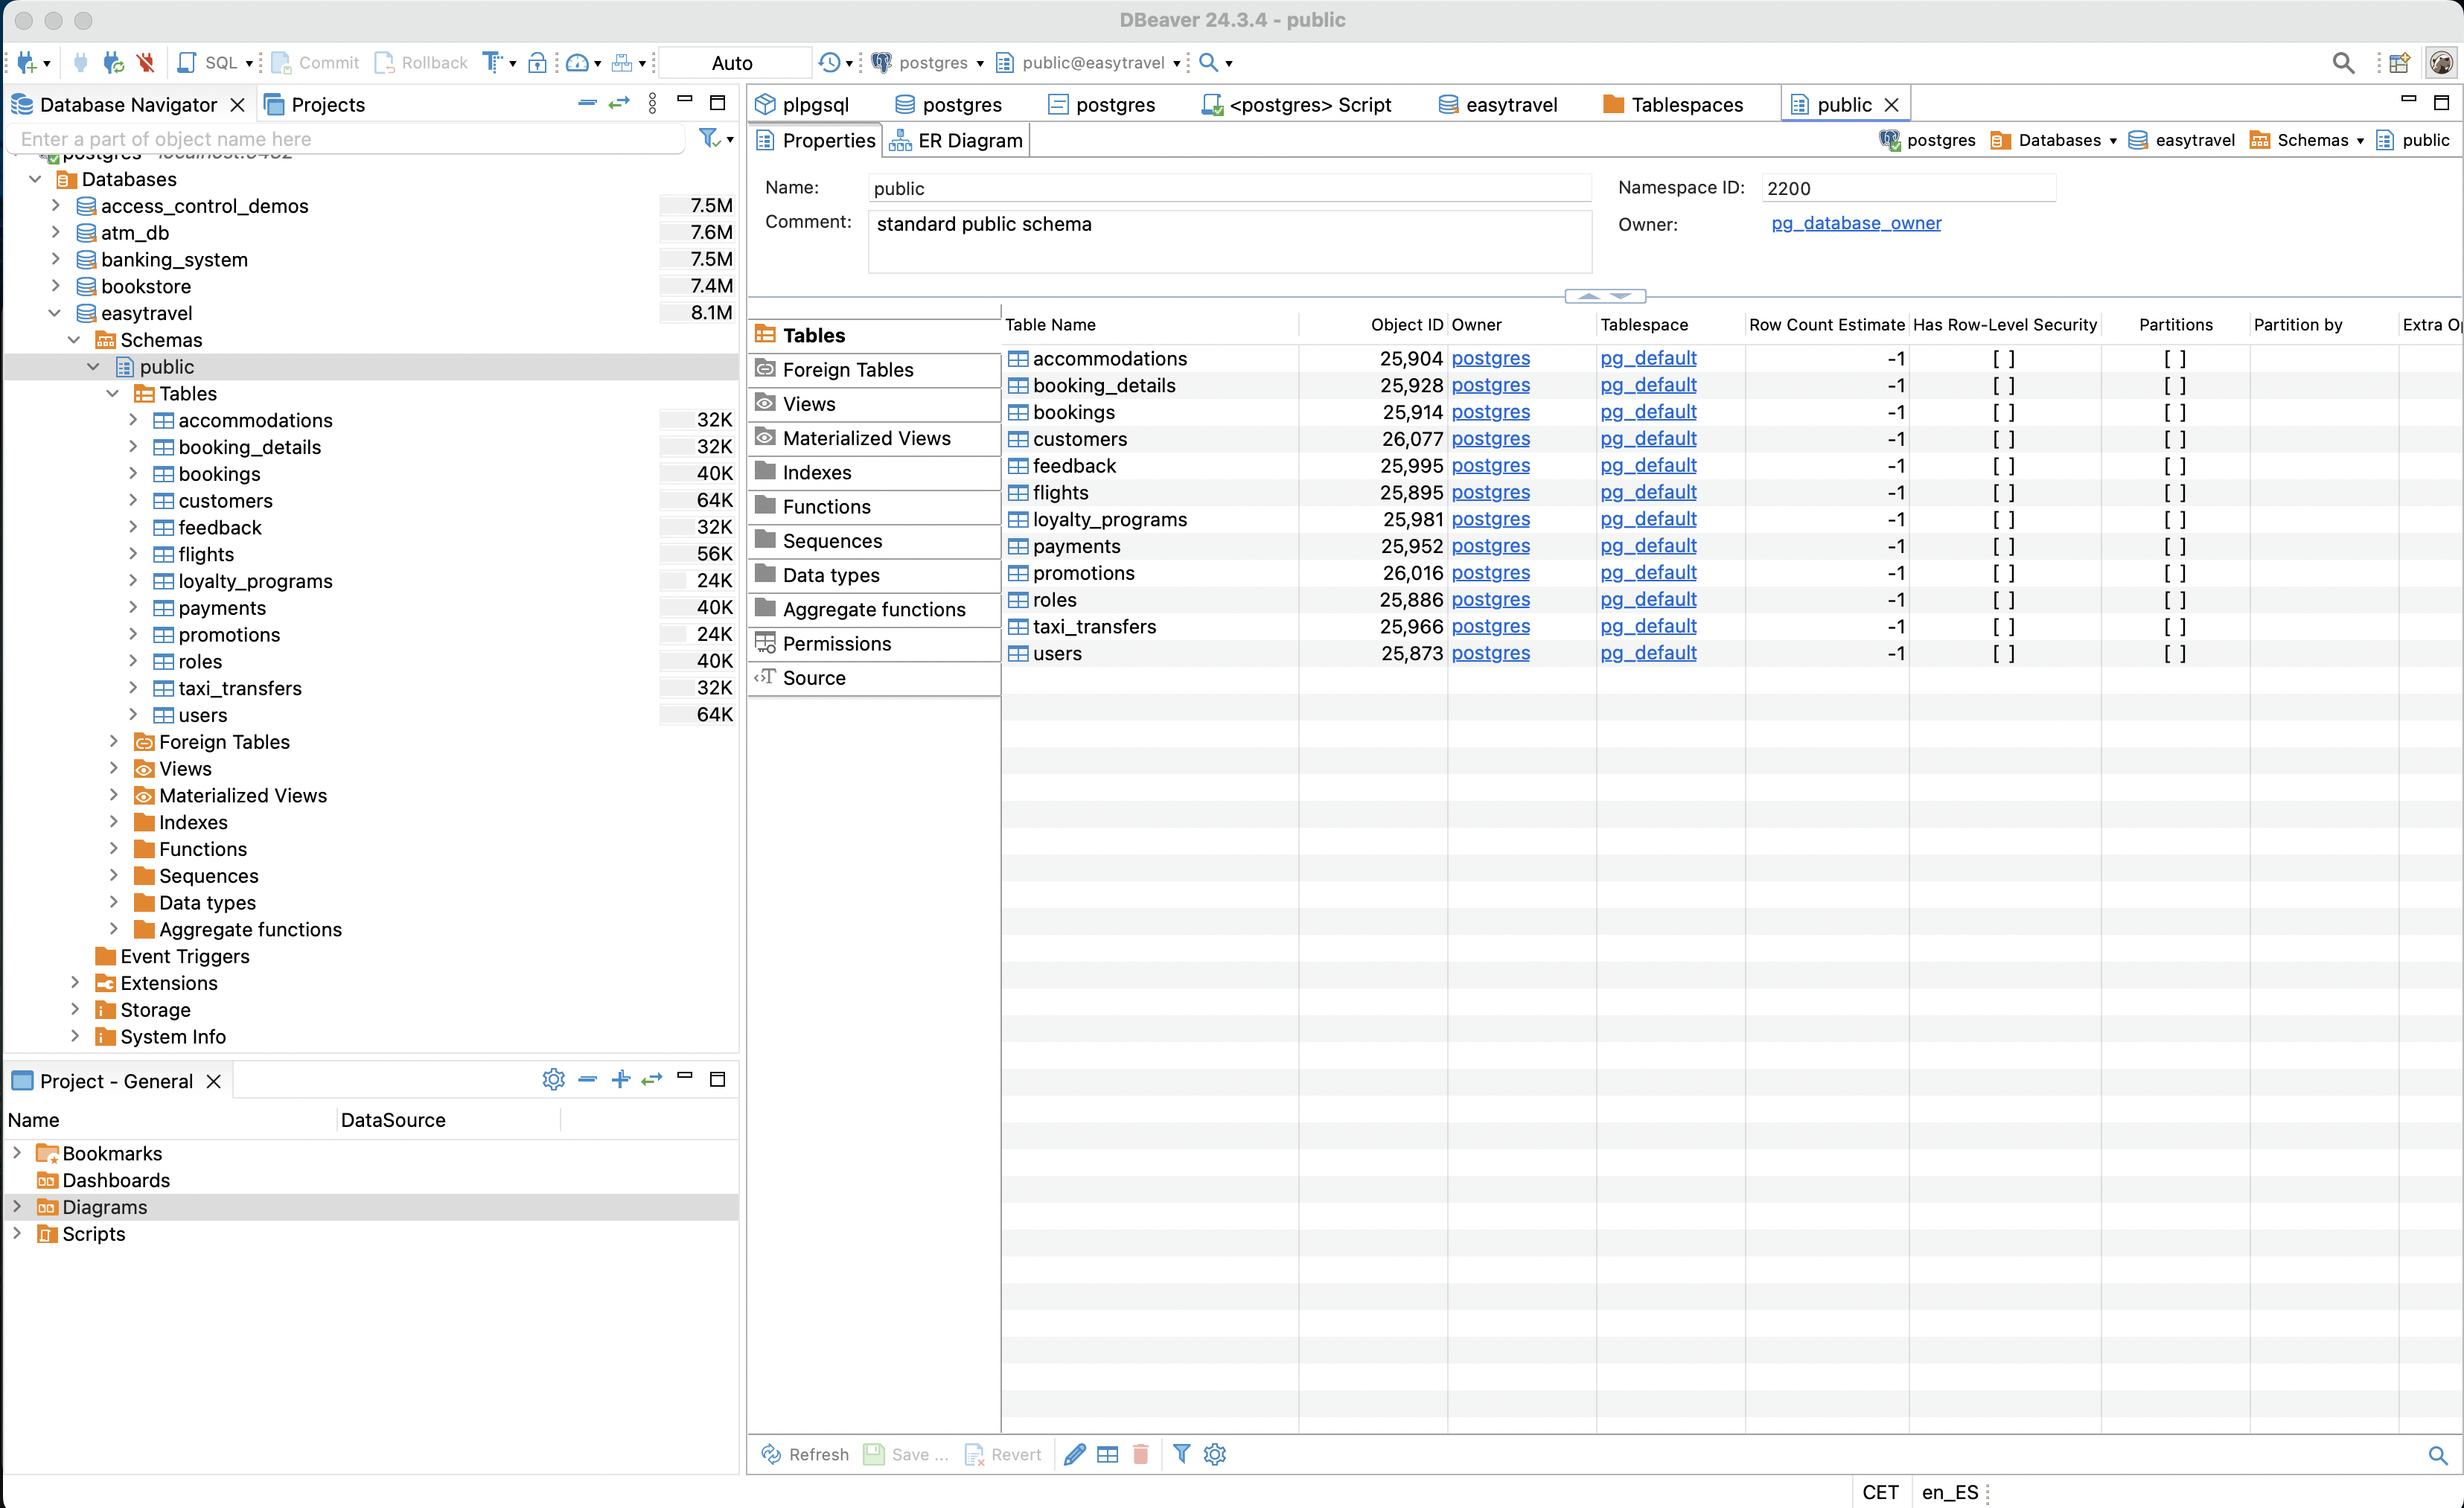 DBeaver 24.3.4 - public
SQL Commit Rollback Auto postgres public@easytravel
Database Navigator Projects
Enter a part of object name here
postgres - localhost:5432
Databases
access_control_demos 7.5M
atm_db 7.6M
banking_system 7.5M
bookstore 7.4M
easytravel 8.1M
Schemas
public
Tables
accommodations 32K
booking_details 32K
bookings 40K
customers 64K
feedback 32K
flights 56K
loyalty_programs 24K
payments 40K
promotions 24K
roles 40K
taxi_transfers 32K
users 64K
Foreign Tables
Views
Materialized Views
Indexes
Functions
Sequences
Data types
Aggregate functions
Event Triggers
Extensions
Storage
System Info
Project - General
Name DataSource
Bookmarks
Dashboards
Diagrams
Scripts
plpgsql postgres postgres <postgres> Script easytravel Tablespaces public
Properties ER Diagram postgres Databases easytravel Schemas public
Name: public Namespace ID: 2200
Comment: standard public schema Owner: pg_database_owner
Tables
Foreign Tables
Views
Materialized Views
Indexes
Functions
Sequences
Data types
Aggregate functions
Permissions
Source
Table Name Object ID Owner Tablespace Row Count Estimate Has Row-Level Security Partitions Partition by Extra O
accommodations 25,904 postgres pg_default -1 [ ] [ ]
booking_details 25,928 postgres pg_default -1 [ ] [ ]
bookings 25,914 postgres pg_default -1 [ ] [ ]
customers 26,077 postgres pg_default -1 [ ] [ ]
feedback 25,995 postgres pg_default -1 [ ] [ ]
flights 25,895 postgres pg_default -1 [ ] [ ]
loyalty_programs 25,981 postgres pg_default -1 [ ] [ ]
payments 25,952 postgres pg_default -1 [ ] [ ]
promotions 26,016 postgres pg_default -1 [ ] [ ]
roles 25,886 postgres pg_default -1 [ ] [ ]
taxi_transfers 25,966 postgres pg_default -1 [ ] [ ]
users 25,873 postgres pg_default -1 [ ] [ ]
Refresh Save ... Revert
CET en_ES